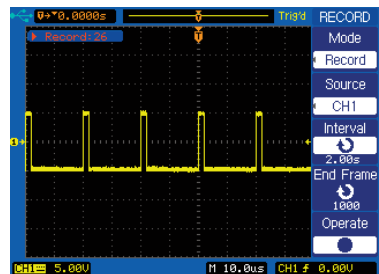 0.0000s Trig'd RECORD
Record:26
Mode
Record
Source
CH1
Interval
2.00s
End Frame
1000
Operate
CH1 5.00V M 10.0us CH1 0.00V